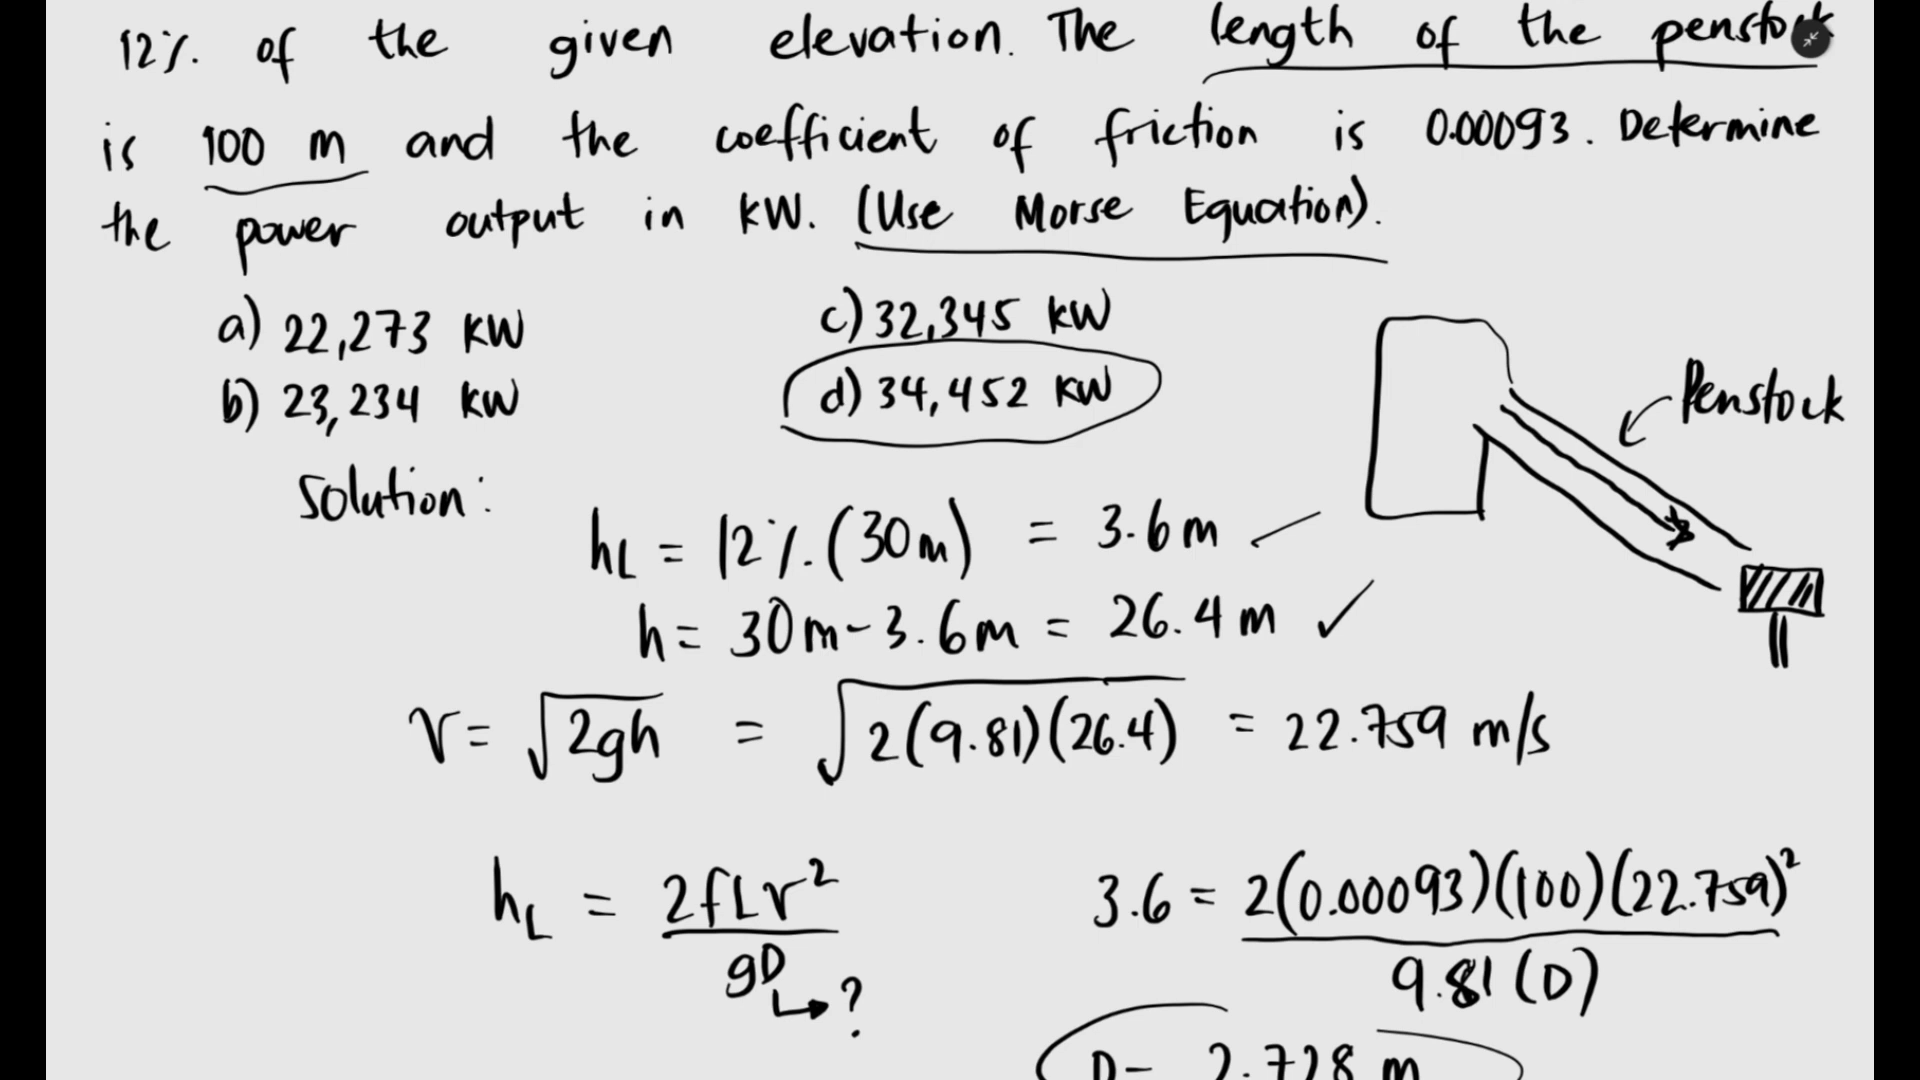 12%. of the given elevation. The length of the penstock
is 100 m and the coefficient of friction is 0.00093. Determine
the power output in kW. (Use Morse Equation).
a) 22,273 kW
b) 23,234 kW
c) 32,345 kW
d) 34,452 kW
Penstock
Solution:
hL = 12%. (30m) = 3.6m
h = 30m - 3.6m = 26.4 m ✓
v = √2gh = √2(9.81)(26.4) = 22.759 m/s
hL = 2fLv² / gD
?
3.6 = 2(0.00093)(100)(22.759)² / 9.81(D)
D = 2.728 m